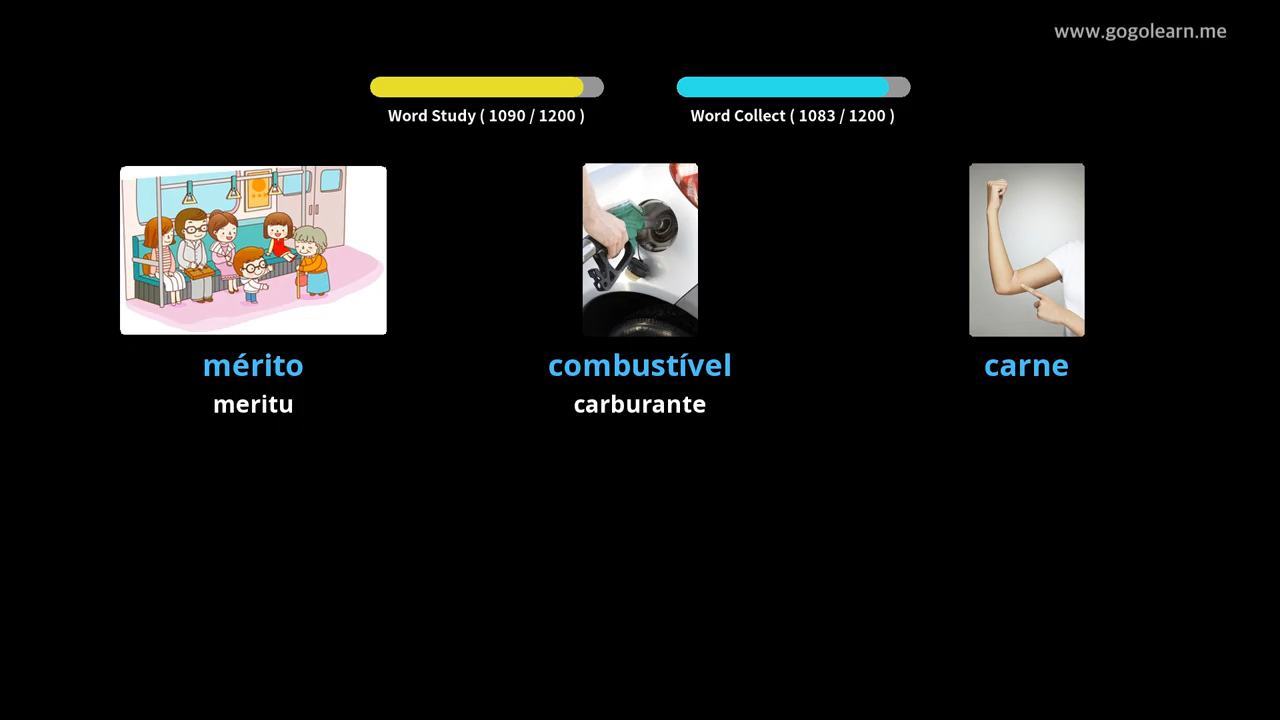 www.gogolearn.me
Word Study ( 1090 / 1200 )
Word Collect ( 1083 / 1200 )
mérito
meritu
combustível
carburante
carne